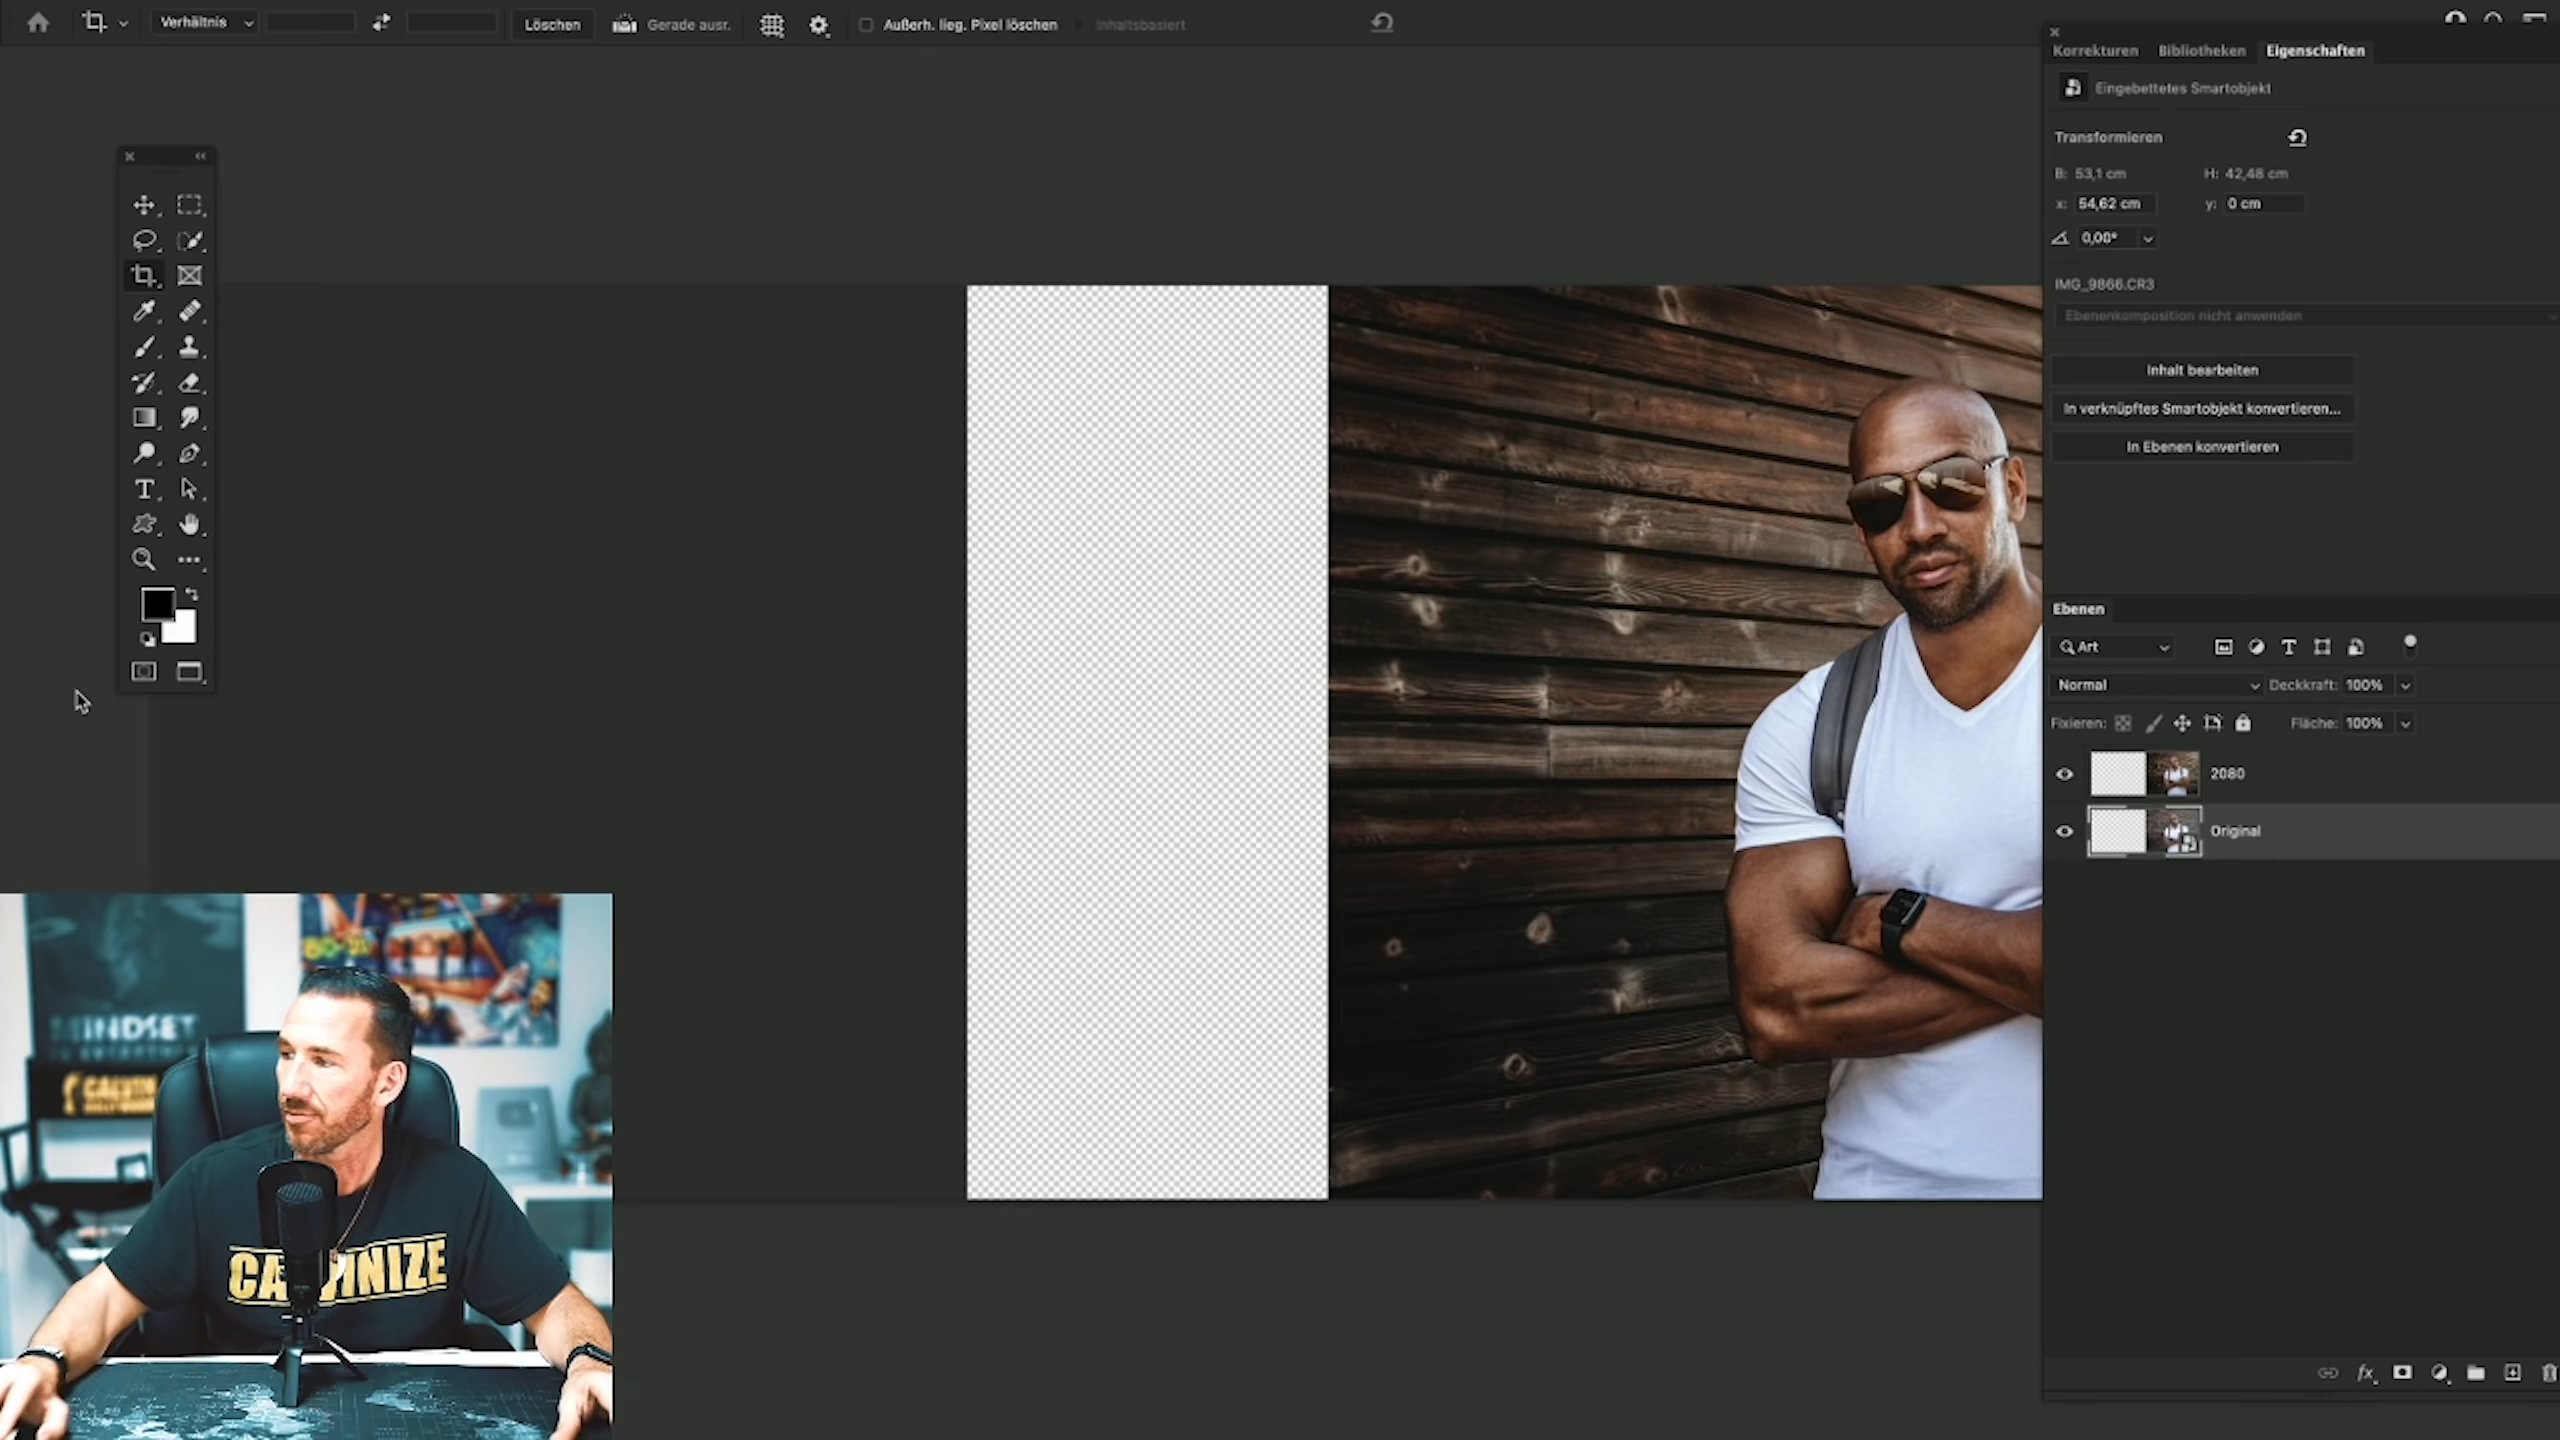 Verhältnis
Löschen
Gerade ausr.
Außerh. lieg. Pixel löschen
Inhaltsbasiert
Korrekturen
Bibliotheken
Eigenschaften
Eingebettetes Smartobjekt
Transformieren
B: 53,1 cm
H: 42,48 cm
x: 54,62 cm
y: 0 cm
0,00°
IMG_9866.CR3
Ebenenkomposition nicht anwenden
Inhalt bearbeiten
In verknüpftes Smartobjekt konvertieren...
In Ebenen konvertieren
Ebenen
Art
Normal
Deckkraft: 100%
Fixieren:
Fläche: 100%
2080
Original
MINDSET
CALVIN